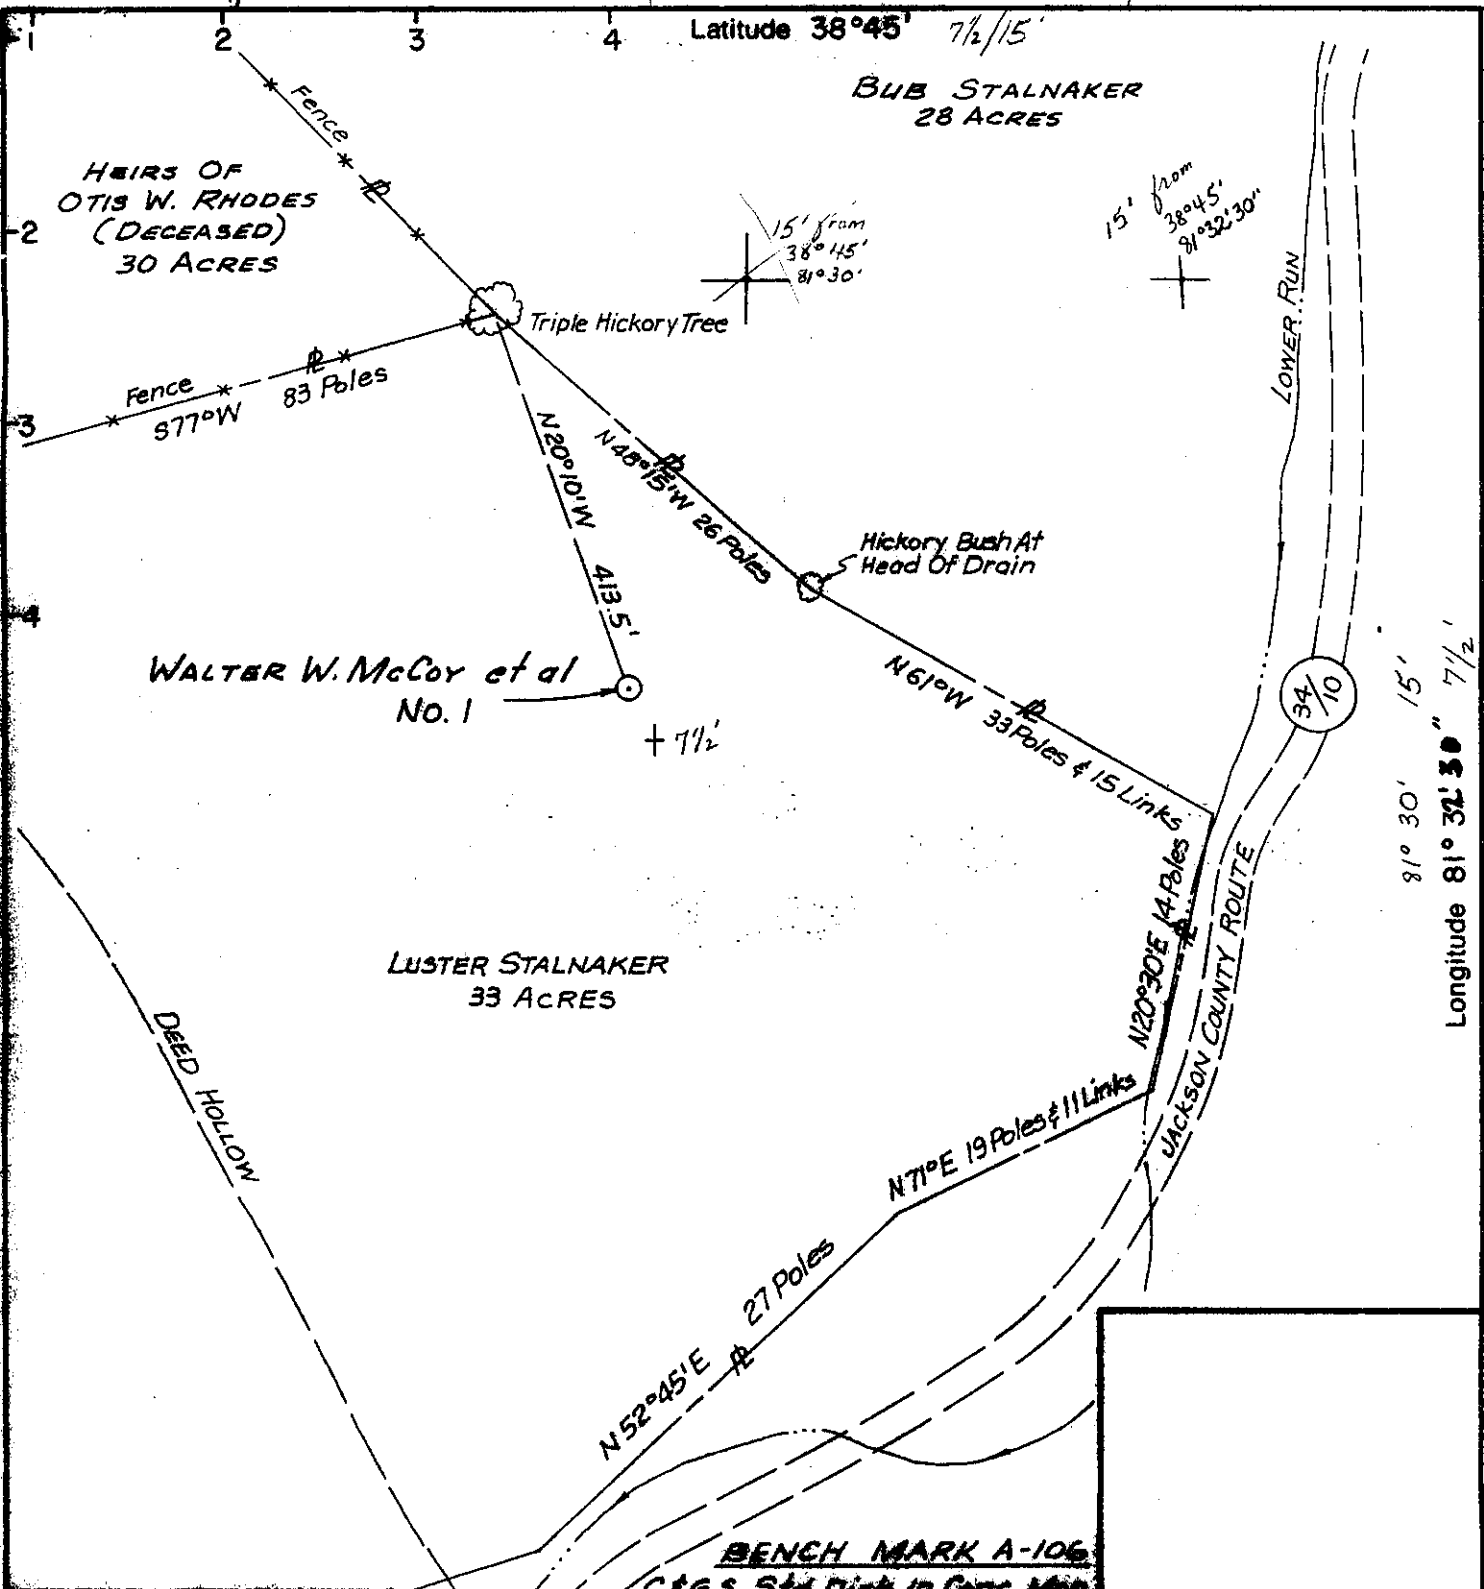 Latitude 38°45' 7½/15'
1
2
3
4
BUB STALNAKER
28 ACRES
Fence
HEIRS OF
OTIS W. RHODES
(DECEASED)
30 ACRES
2
15' from
38°45'
81°30'
15' from
38°45'
81°32'30"
LOWER RUN
Triple Hickory Tree
Fence
S77°W 83 Poles
3
N20°10'W 413.5'
N48°15'W 26 Poles
Hickory Bush At
Head Of Drain
4
WALTER W. McCOY et al
NO. 1
+ 7½'
N61°W 33 Poles & 15 Links
34/10
81° 30' 15'
Longitude 81° 32' 30" 7½'
N20°30'E 14 Poles
JACKSON COUNTY ROUTE
LUSTER STALNAKER
33 ACRES
DEED HOLLOW
N71°E 19 Poles & 11 Links
N52°45'E 27 Poles
BENCH MARK A-106